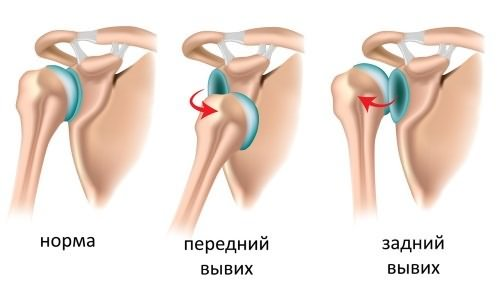 норма
передний
вывих
задний
вывих